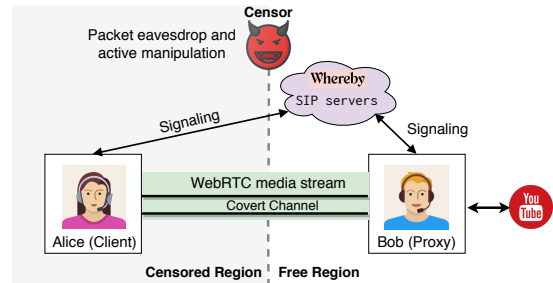 Censor
Packet eavesdrop and
active manipulation
Whereby
SIP servers
Signaling
Signaling
WebRTC media stream
Covert Channel
Alice (Client)
Bob (Proxy)
You
Tube
Censored Region
Free Region